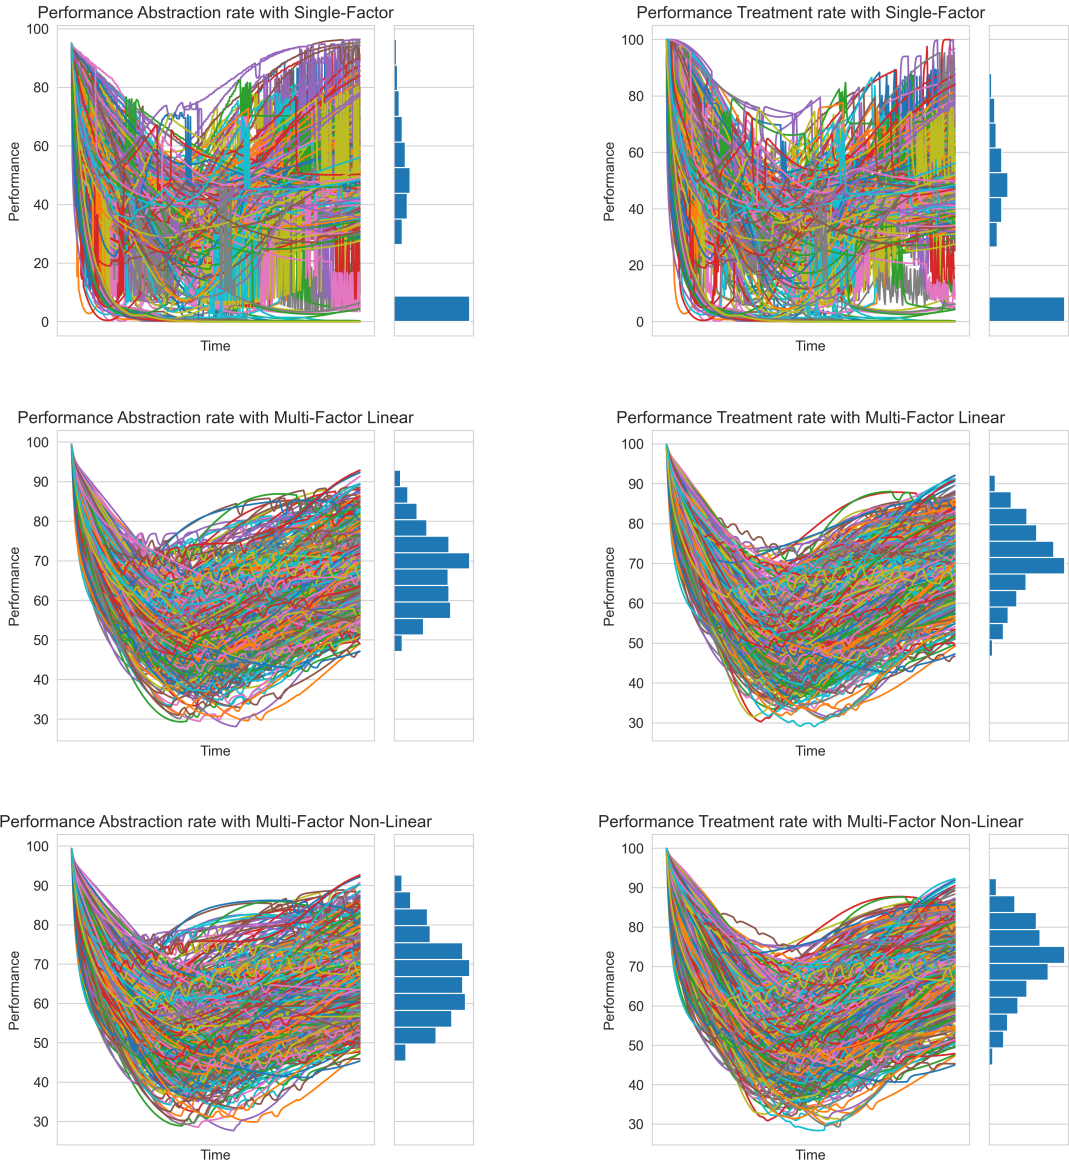 Performance Abstraction rate with Single-Factor
100
80
60
40
20
0
Performance
Time
Performance Treatment rate with Single-Factor
100
80
60
40
20
0
Performance
Time
Performance Abstraction rate with Multi-Factor Linear
100
90
80
70
60
50
40
30
Performance
Time
Performance Treatment rate with Multi-Factor Linear
100
90
80
70
60
50
40
30
Performance
Time
Performance Abstraction rate with Multi-Factor Non-Linear
100
90
80
70
60
50
40
30
Performance
Time
Performance Treatment rate with Multi-Factor Non-Linear
100
90
80
70
60
50
40
30
Performance
Time